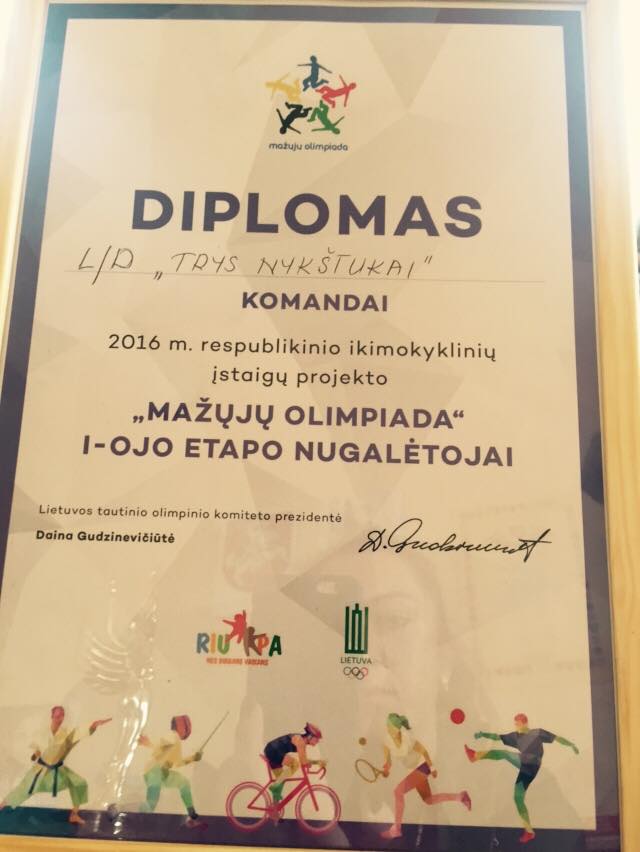 mažųjų olimpiada
DIPLOMAS
L/D „TRYS NYKŠTUKAI"
KOMANDAI
2016 m. respublikinio ikimokyklinių
įstaigų projekto
„MAŽŲJŲ OLIMPIADA“
I-OJO ETAPO NUGALĖTOJAI
Lietuvos tautinio olimpinio komiteto prezidentė
Daina Gudzinevičiūtė
RIUKKPA
LIETUVA